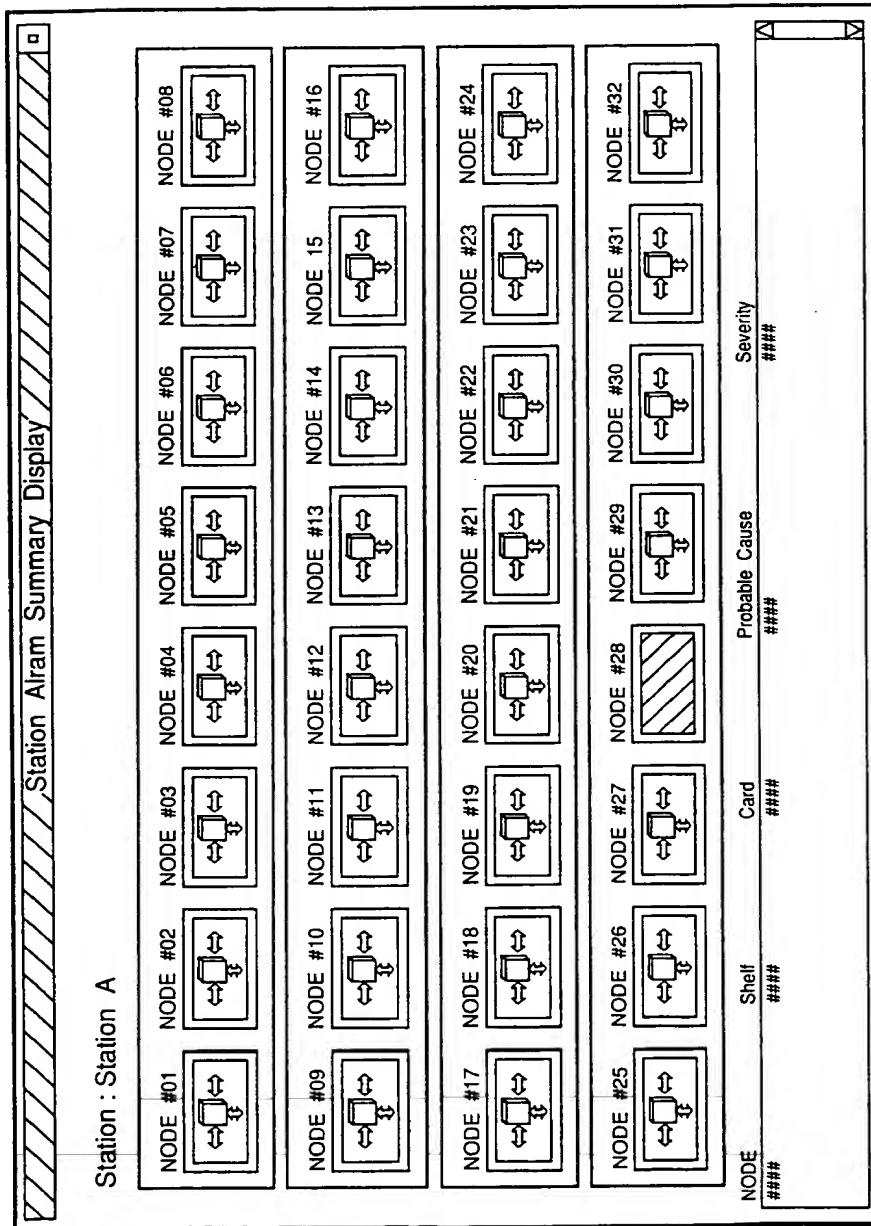 Station Alram Summary Display
Station : Station A
NODE #01 NODE #02 NODE #03 NODE #04 NODE #05 NODE #06 NODE #07 NODE #08
NODE #09 NODE #10 NODE #11 NODE #12 NODE #13 NODE #14 NODE 15 NODE #16
NODE #17 NODE #18 NODE #19 NODE #20 NODE #21 NODE #22 NODE #23 NODE #24
NODE #25 NODE #26 NODE #27 NODE #28 NODE #29 NODE #30 NODE #31 NODE #32
NODE Shelf Card Probable Cause Severity
#### #### #### #### ####